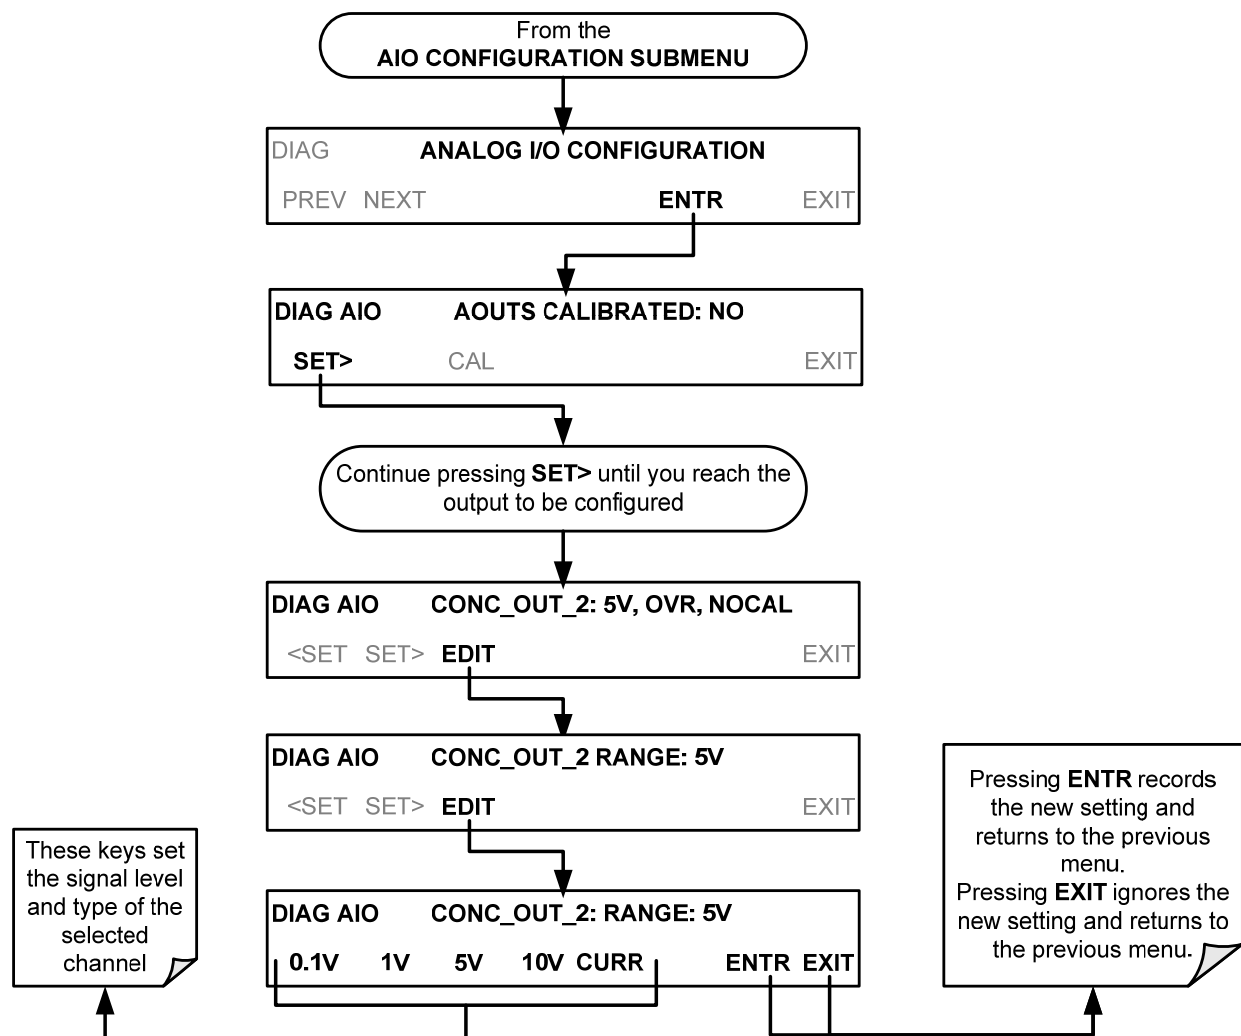 From the
AIO CONFIGURATION SUBMENU
DIAG ANALOG I/O CONFIGURATION
PREV NEXT ENTR EXIT
DIAG AIO AOUTS CALIBRATED: NO
SET> CAL EXIT
Continue pressing SET> until you reach the
output to be configured
DIAG AIO CONC_OUT_2: 5V, OVR, NOCAL
<SET SET> EDIT EXIT
DIAG AIO CONC_OUT_2 RANGE: 5V
<SET SET> EDIT EXIT
These keys set
the signal level
and type of the
selected
channel
DIAG AIO CONC_OUT_2: RANGE: 5V
0.1V 1V 5V 10V CURR ENTR EXIT
Pressing ENTR records
the new setting and
returns to the previous
menu.
Pressing EXIT ignores the
new setting and returns to
the previous menu.